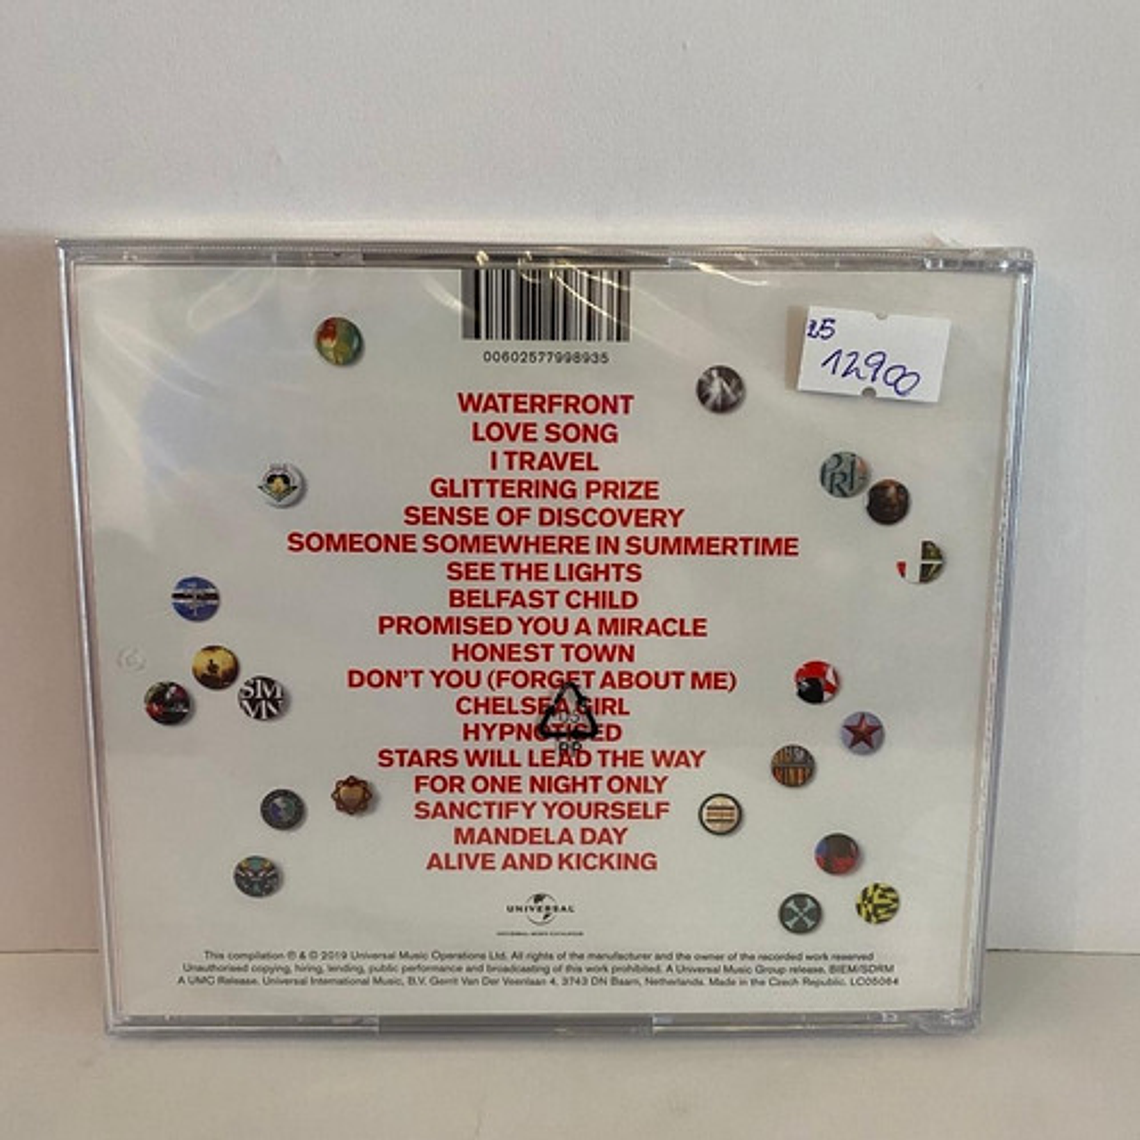 00602577998935
25
12900
WATERFRONT
LOVE SONG
I TRAVEL
GLITTERING PRIZE
SENSE OF DISCOVERY
SOMEONE SOMEWHERE IN SUMMERTIME
SEE THE LIGHTS
BELFAST CHILD
PROMISED YOU A MIRACLE
HONEST TOWN
DON'T YOU (FORGET ABOUT ME)
CHELSEA GIRL
HYPNOTISED
STARS WILL LEAD THE WAY
FOR ONE NIGHT ONLY
SANCTIFY YOURSELF
MANDELA DAY
ALIVE AND KICKING
SM
MN
PP
UNIVERSAL
This compilation ℗ & © 2019 Universal Music Operations Ltd. All rights of the manufacturer and the owner of the recorded work reserved
Unauthorised copying, hiring, lending, public performance and broadcasting of this work prohibited. A Universal Music Group release. BIEM/SDRM
A UMC Release. Universal International Music, B.V. Gerrit Van Der Veenlaan 4, 3743 DN Baarn, Netherlands. Made in the Czech Republic. LC05064